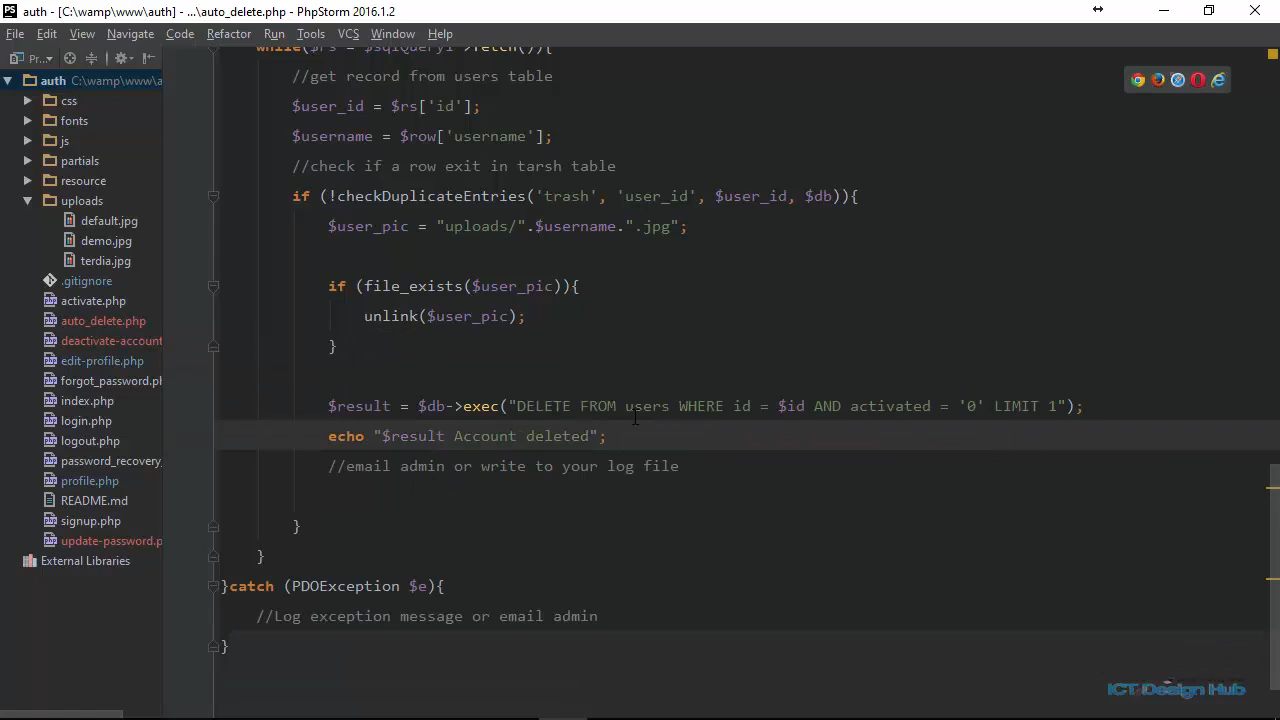 auth - [C:\wamp\www\auth] - ...\auto_delete.php - PhpStorm 2016.1.2
File Edit View Navigate Code Refactor Run Tools VCS Window Help
Pr...
auth C:\wamp\www\a
css
fonts
js
partials
resource
uploads
default.jpg
demo.jpg
terdia.jpg
.gitignore
activate.php
auto_delete.php
deactivate-account
edit-profile.php
forgot_password.ph
index.php
login.php
logout.php
password_recovery_
profile.php
README.md
signup.php
update-password.p
External Libraries
while($rs = $sqlQuery1->fetch()){
//get record from users table
$user_id = $rs['id'];
$username = $row['username'];
//check if a row exit in tarsh table
if (!checkDuplicateEntries('trash', 'user_id', $user_id, $db)){
$user_pic = "uploads/".$username.".jpg";
if (file_exists($user_pic)){
unlink($user_pic);
}
$result = $db->exec("DELETE FROM users WHERE id = $id AND activated = '0' LIMIT 1");
echo "$result Account deleted";
//email admin or write to your log file
}
}
}catch (PDOException $e){
//Log exception message or email admin
}
ICT Design Hub